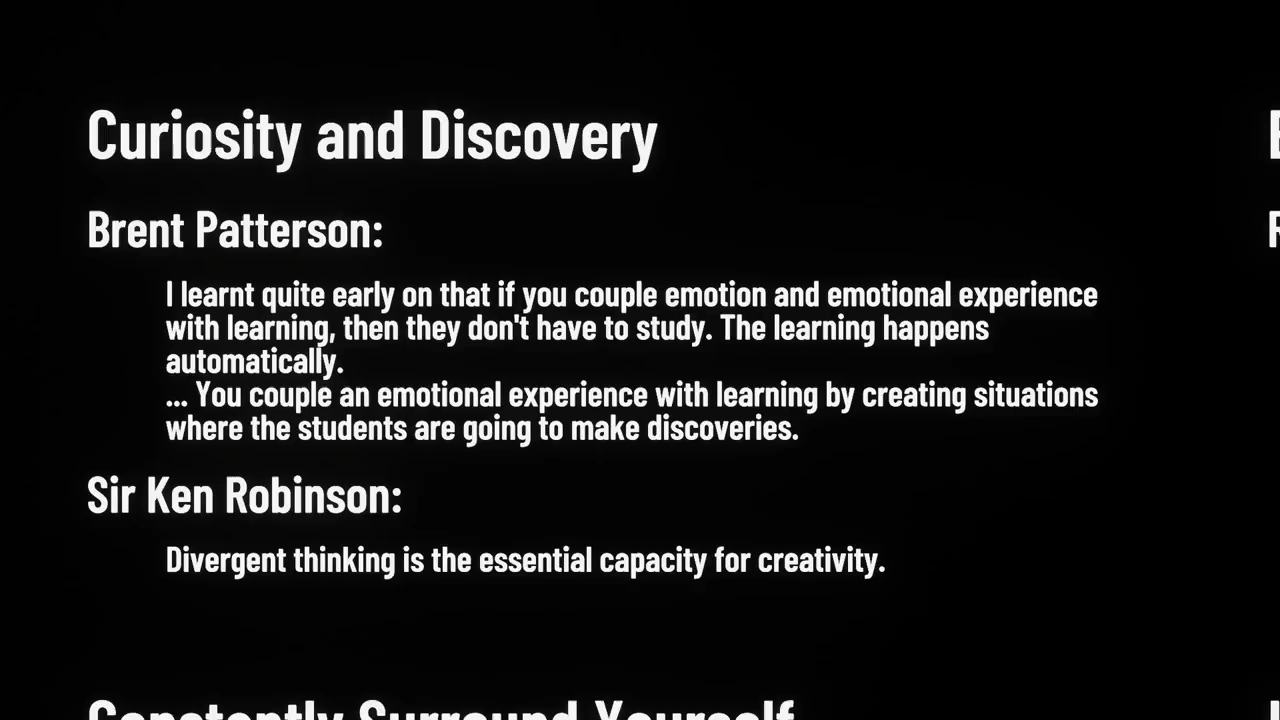 Curiosity and Discovery
Brent Patterson:
I learnt quite early on that if you couple emotion and emotional experience
with learning, then they don't have to study. The learning happens
automatically.
... You couple an emotional experience with learning by creating situations
where the students are going to make discoveries.
Sir Ken Robinson:
Divergent thinking is the essential capacity for creativity.
Constantly Surround Yourself